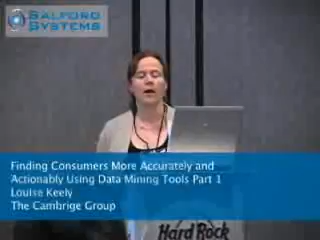 SALFORD
SYSTEMS
Finding Consumers More Accurately and
Actionably Using Data Mining Tools Part 1
Louise Keely
The Cambrige Group
Hard Rock